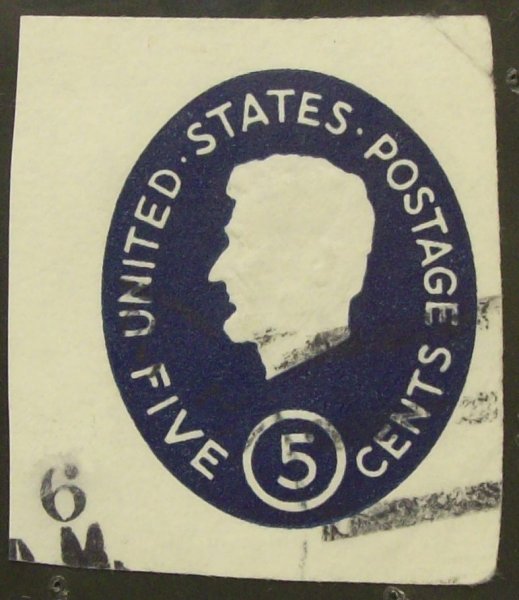 UNITED · STATES · POSTAGE
FIVE 5 CENTS
6